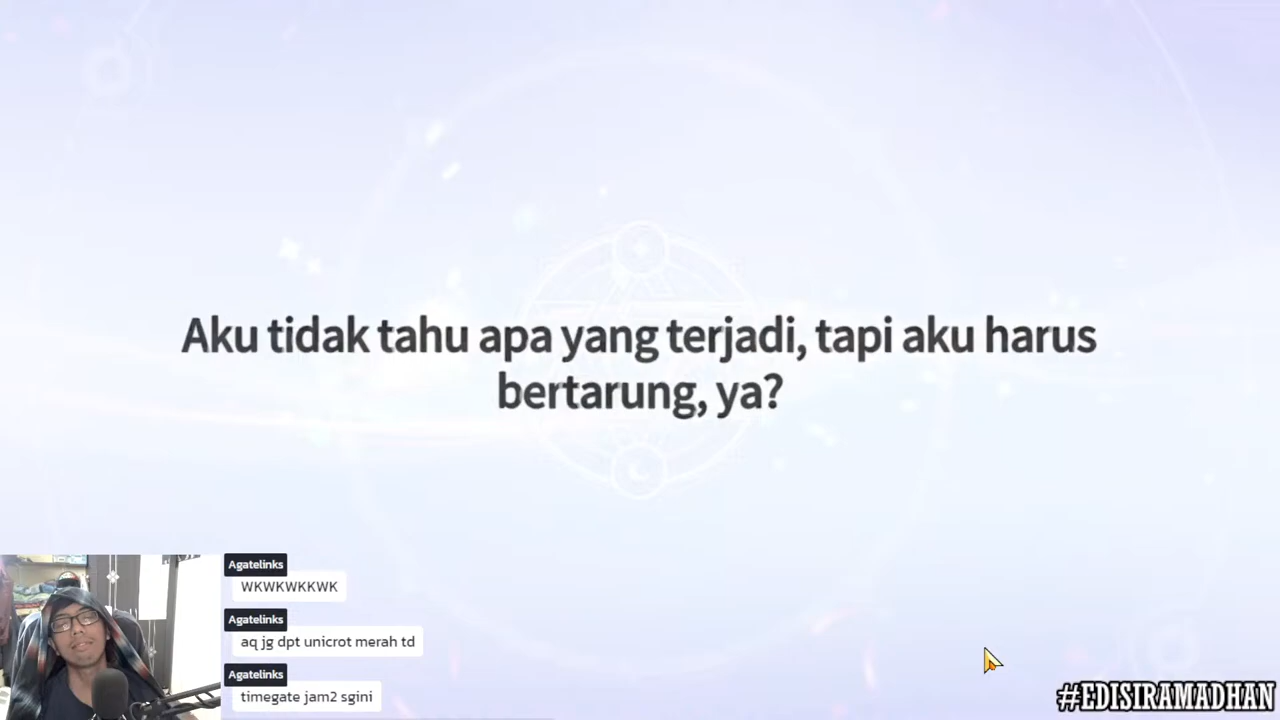 Aku tidak tahu apa yang terjadi, tapi aku harus
bertarung, ya?
Agatelinks
WKWKWKKWK
Agatelinks
aq jg dpt unicrot merah td
Agatelinks
timegate jam2 sgini
#EDISIRAMADHAN